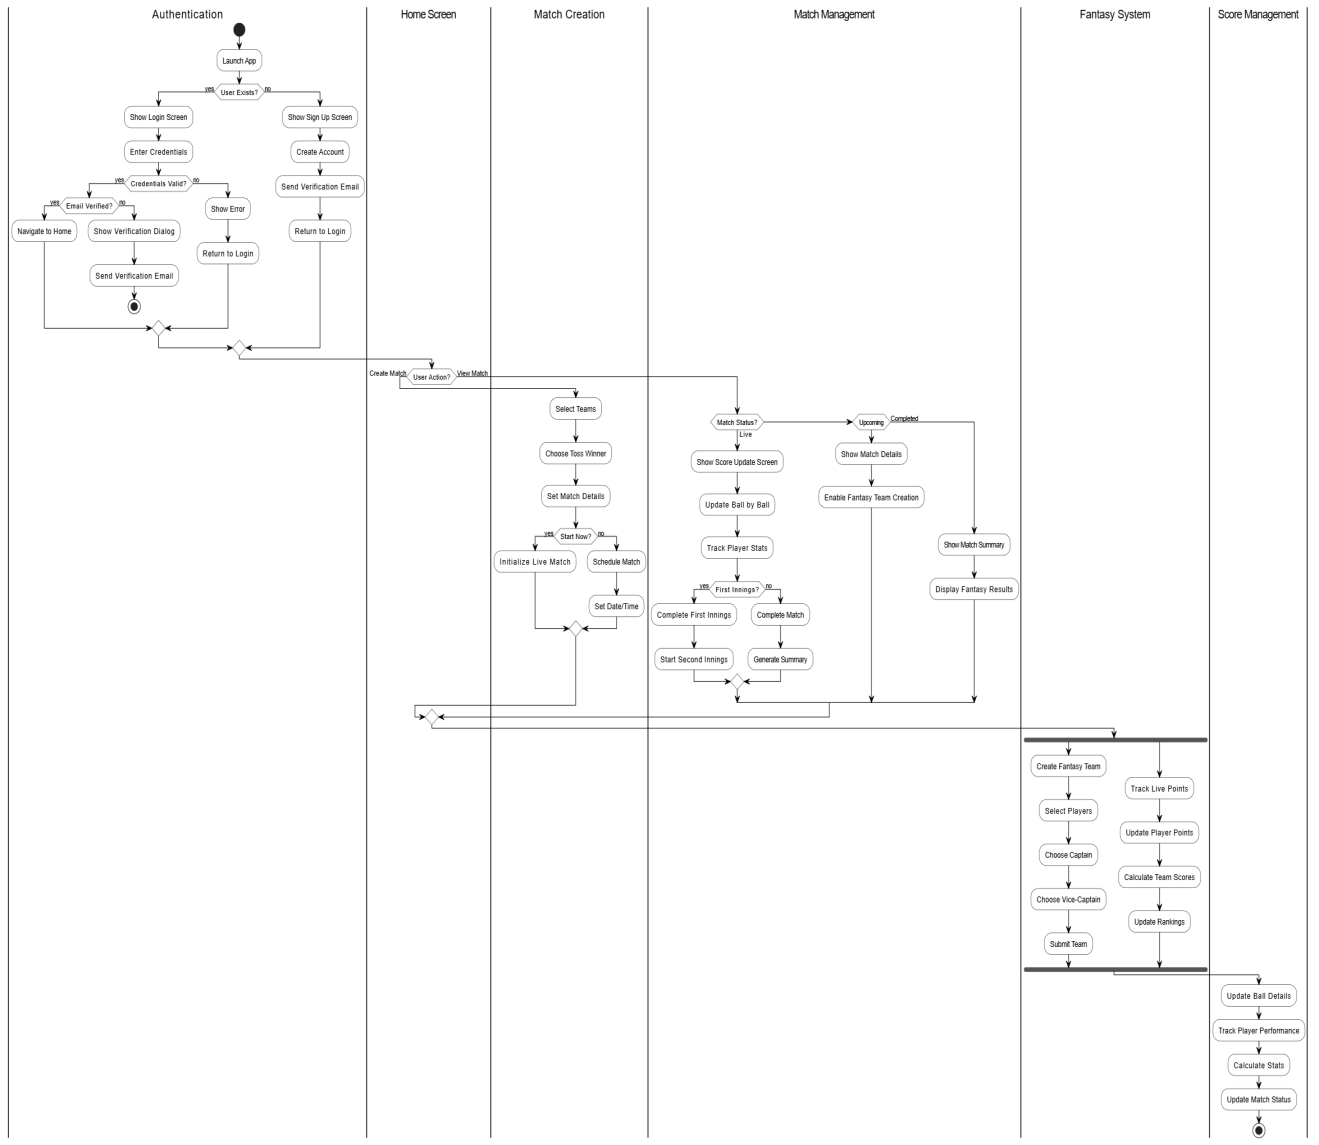 Authentication
Home Screen
Match Creation
Match Management
Fantasy System
Score Management
Launch App
User Exists?
yes
no
Show Login Screen
Enter Credentials
Credentials Valid?
yes
no
Email Verified?
yes
no
Navigate to Home
Show Verification Dialog
Send Verification Email
Show Error
Return to Login
Show Sign Up Screen
Create Account
Send Verification Email
Return to Login
User Action?
Create Match
View Match
Select Teams
Choose Toss Winner
Set Match Details
Start Now?
yes
no
Initialize Live Match
Schedule Match
Set Date/Time
Match Status?
Live
Show Score Update Screen
Update Ball by Ball
Track Player Stats
First Innings?
yes
no
Complete First Innings
Start Second Innings
Complete Match
Generate Summary
Upcoming
Completed
Show Match Details
Enable Fantasy Team Creation
Show Match Summary
Display Fantasy Results
Create Fantasy Team
Select Players
Choose Captain
Choose Vice-Captain
Submit Team
Track Live Points
Update Player Points
Calculate Team Scores
Update Rankings
Update Ball Details
Track Player Performance
Calculate Stats
Update Match Status